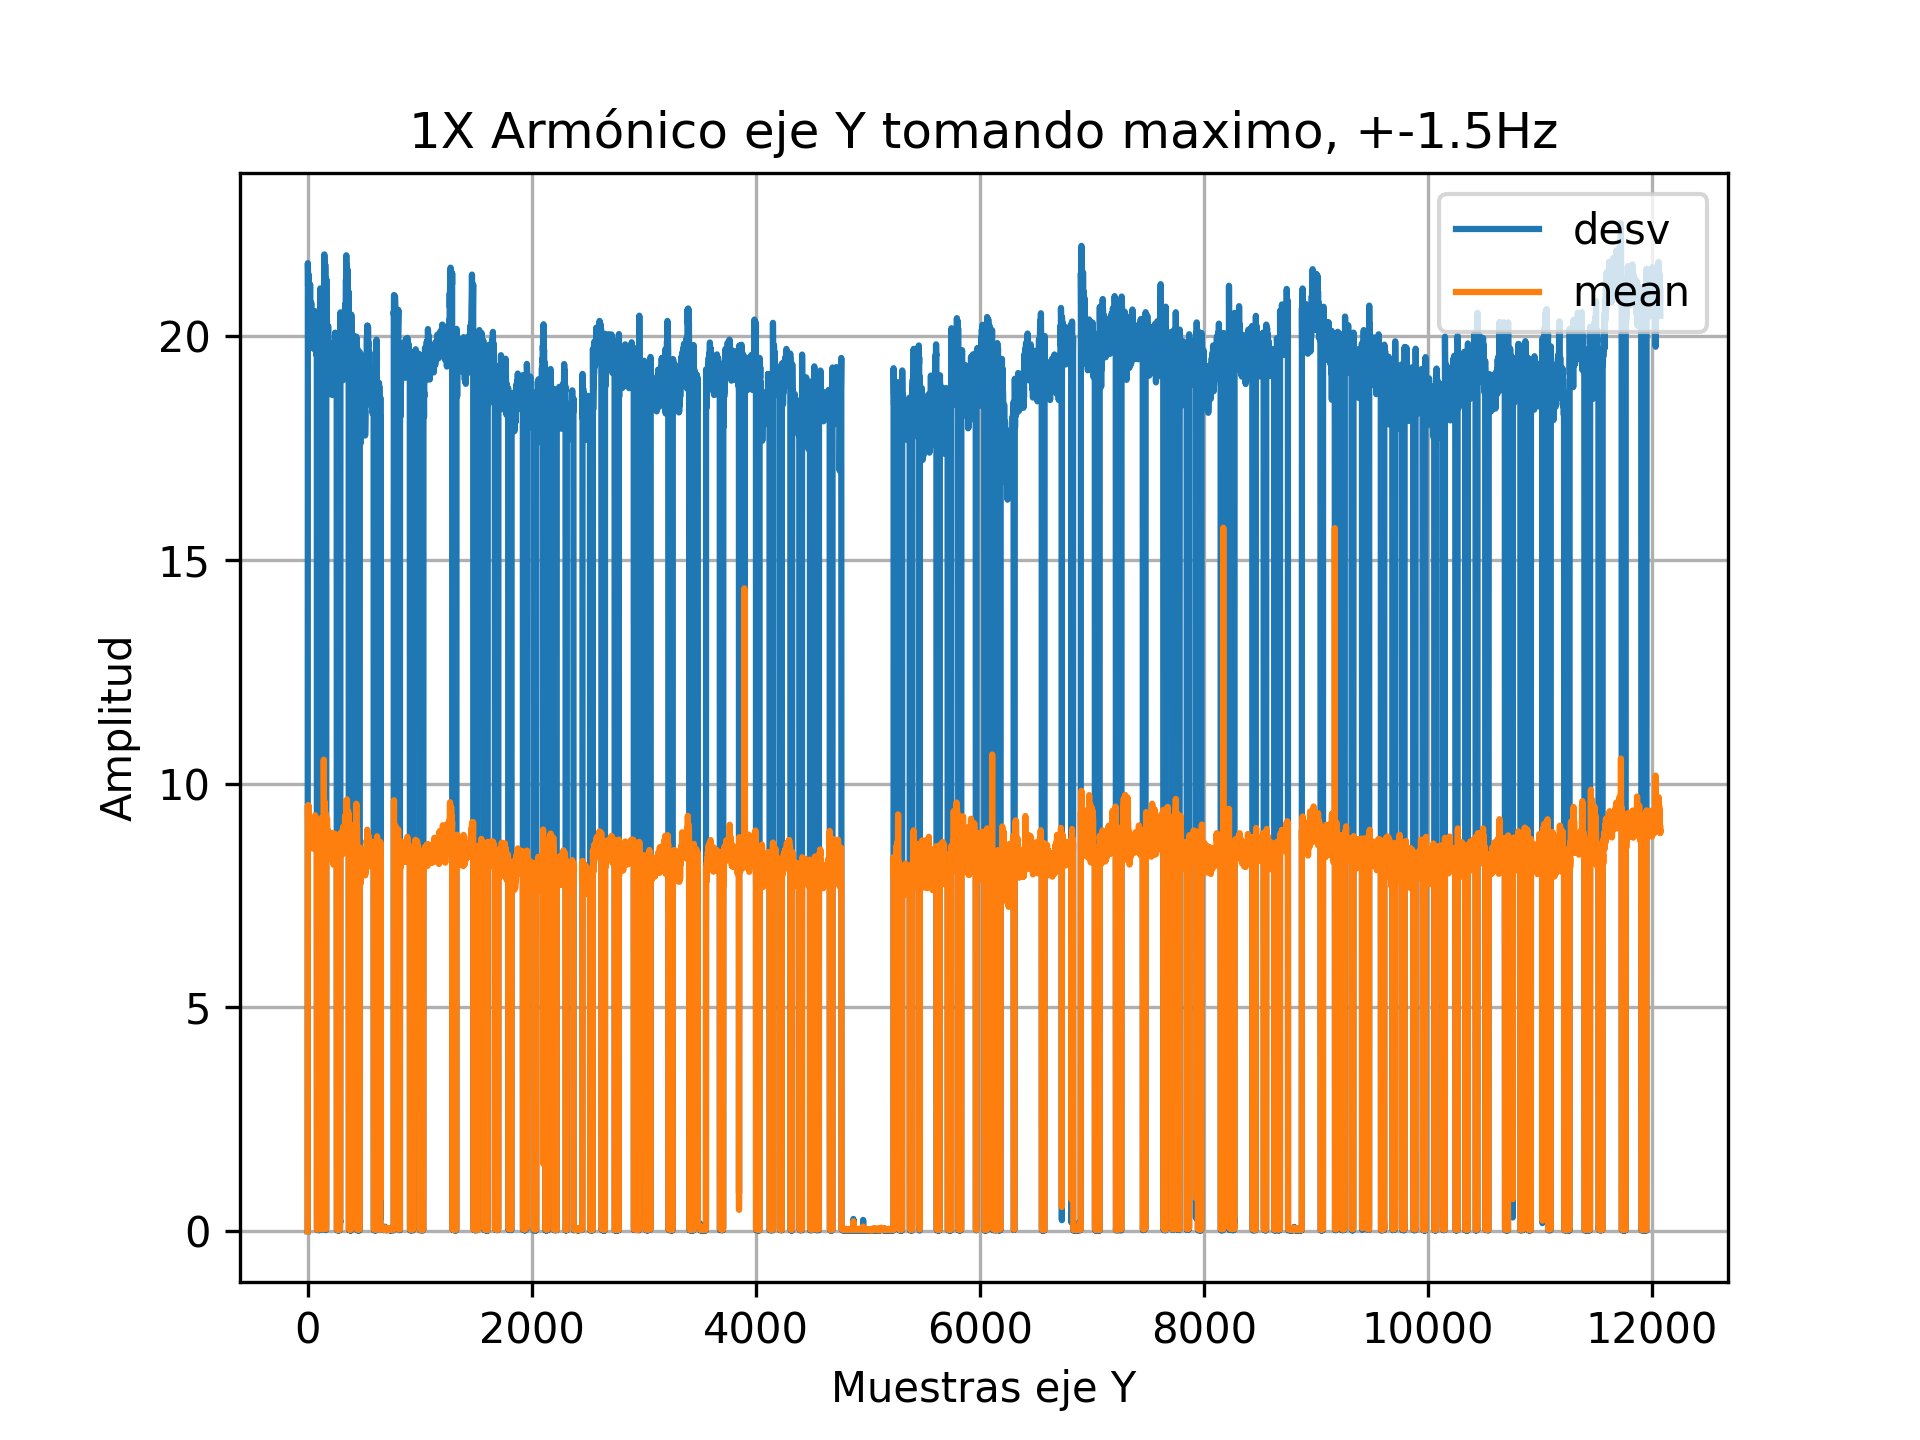 1X Armónico eje Y tomando maximo, +-1.5Hz
desv
mean
20
15
10
5
0
Amplitud
0 2000 4000 6000 8000 10000 12000
Muestras eje Y